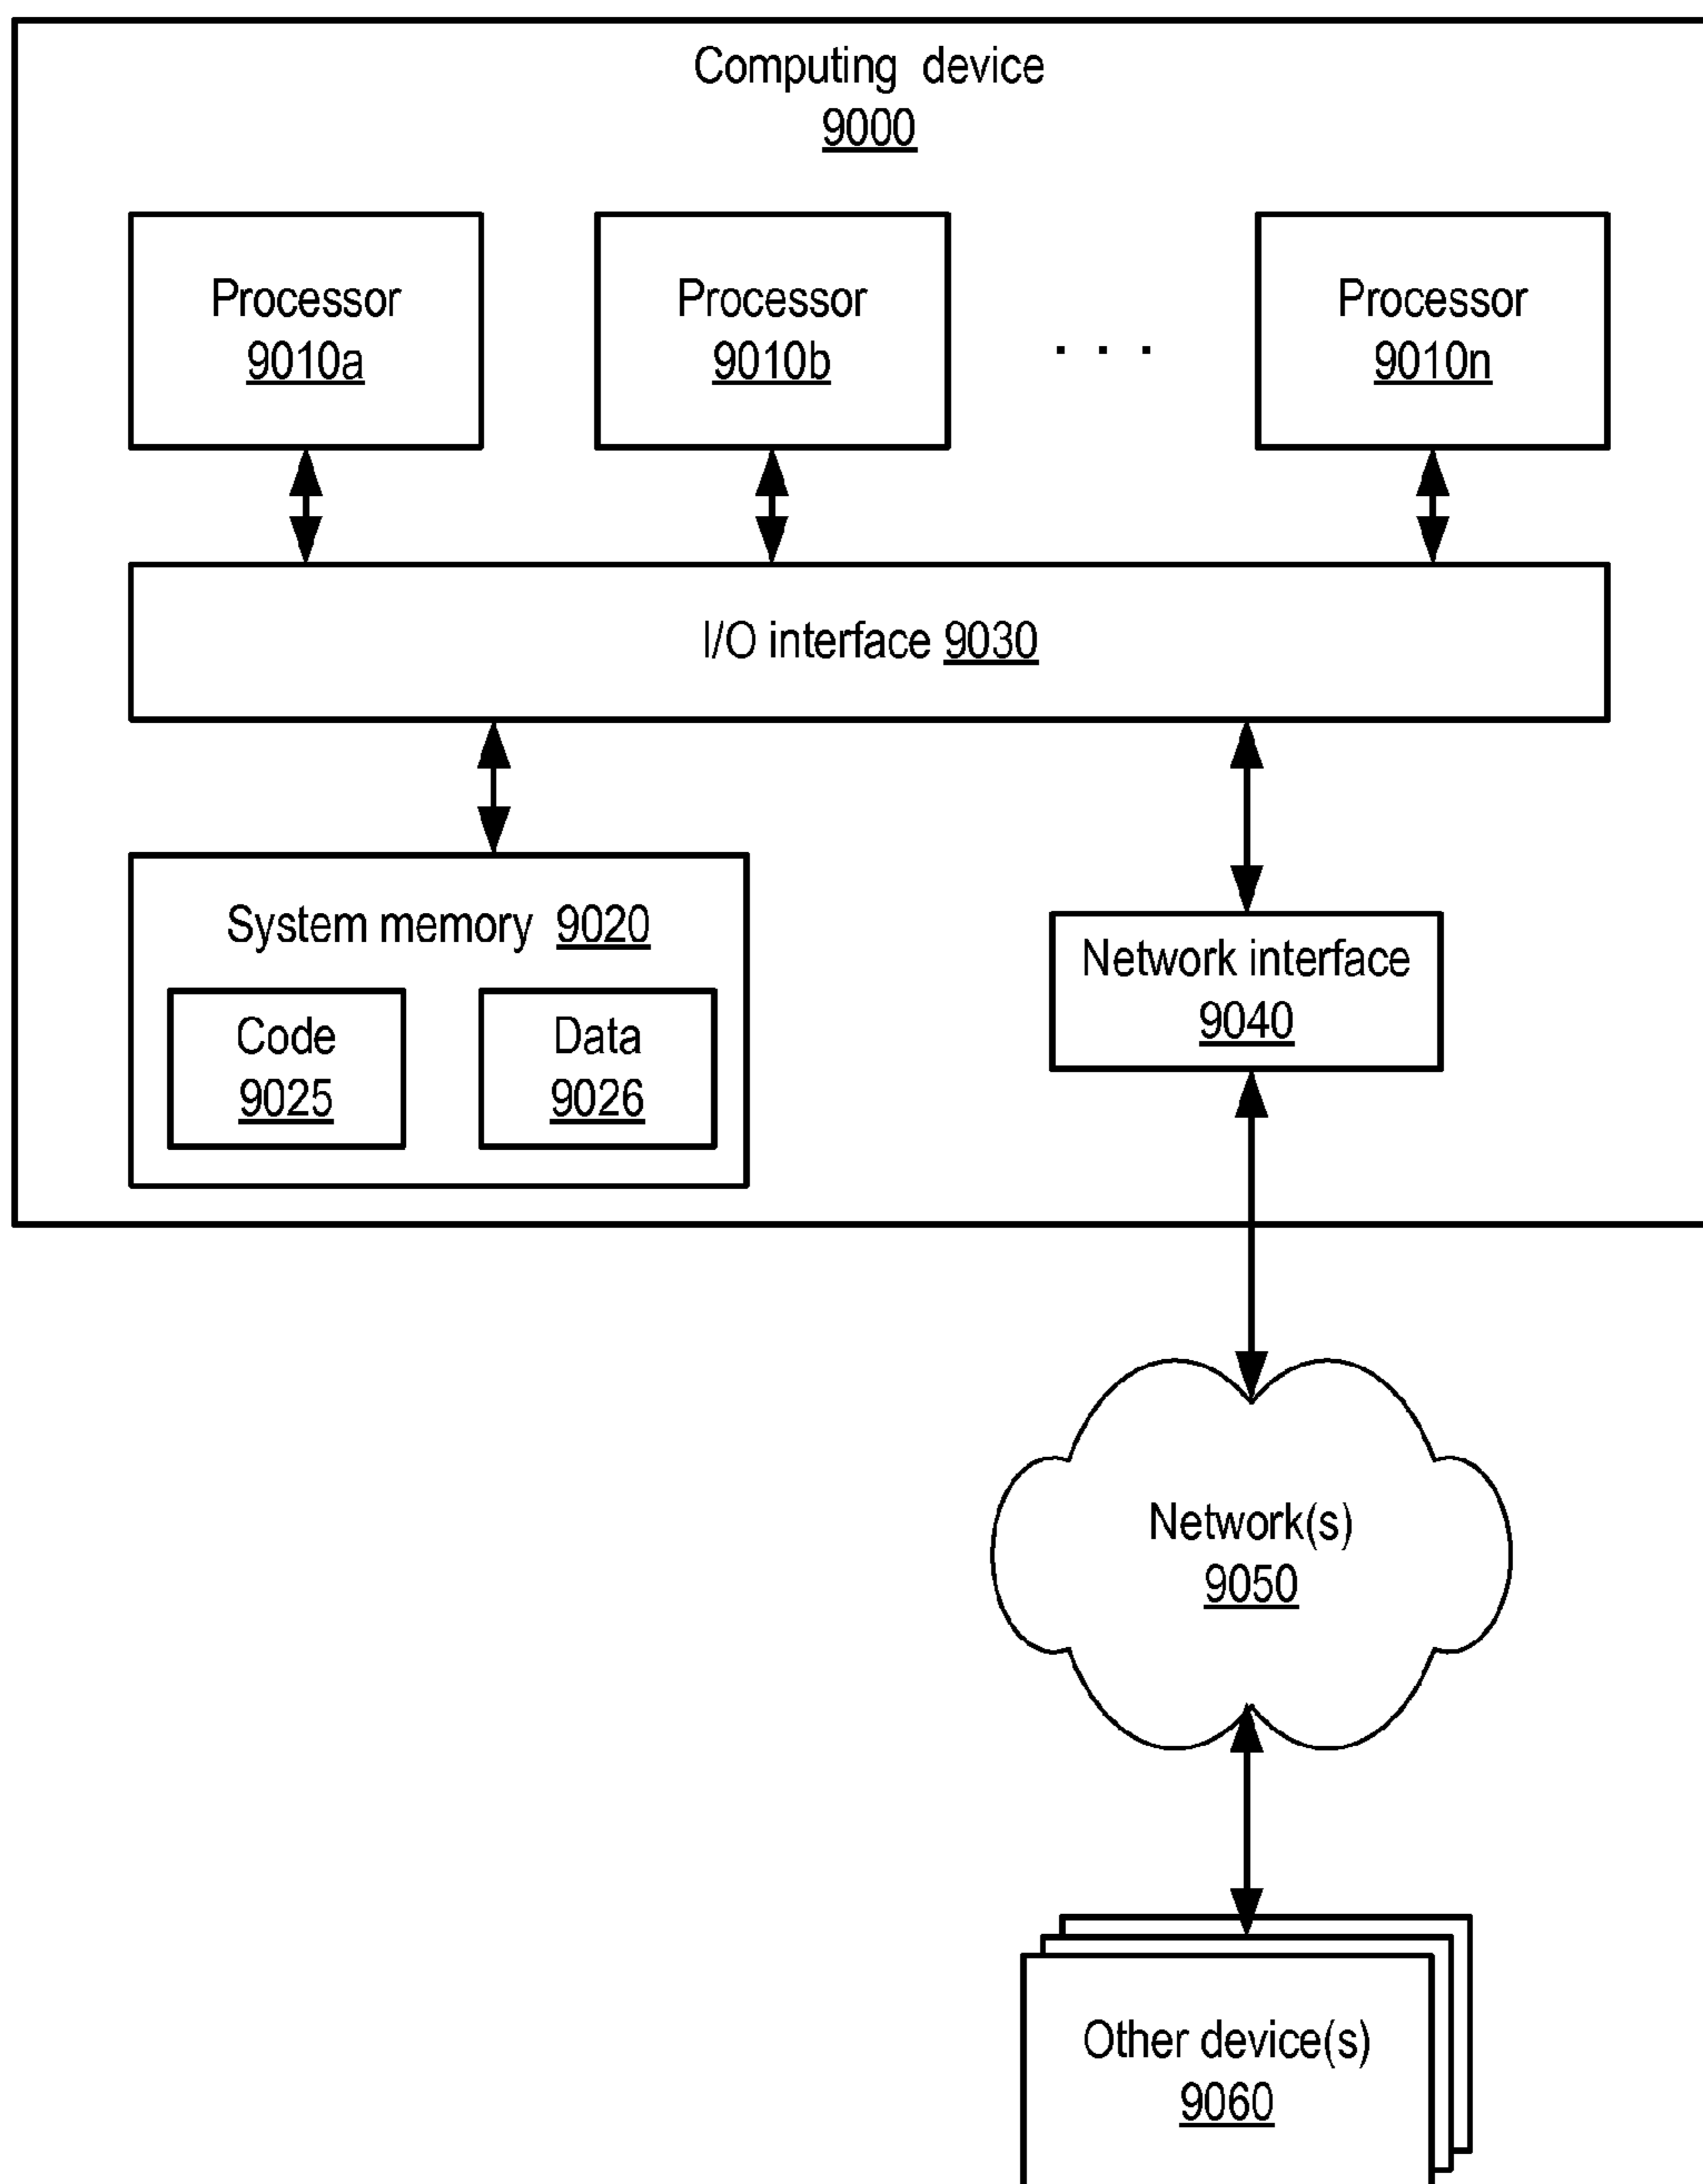 Computing device
9000
Processor
9010a
Processor
9010b
. . .
Processor
9010n
I/O interface 9030
System memory 9020
Code
9025
Data
9026
Network interface
9040
Network(s)
9050
Other device(s)
9060